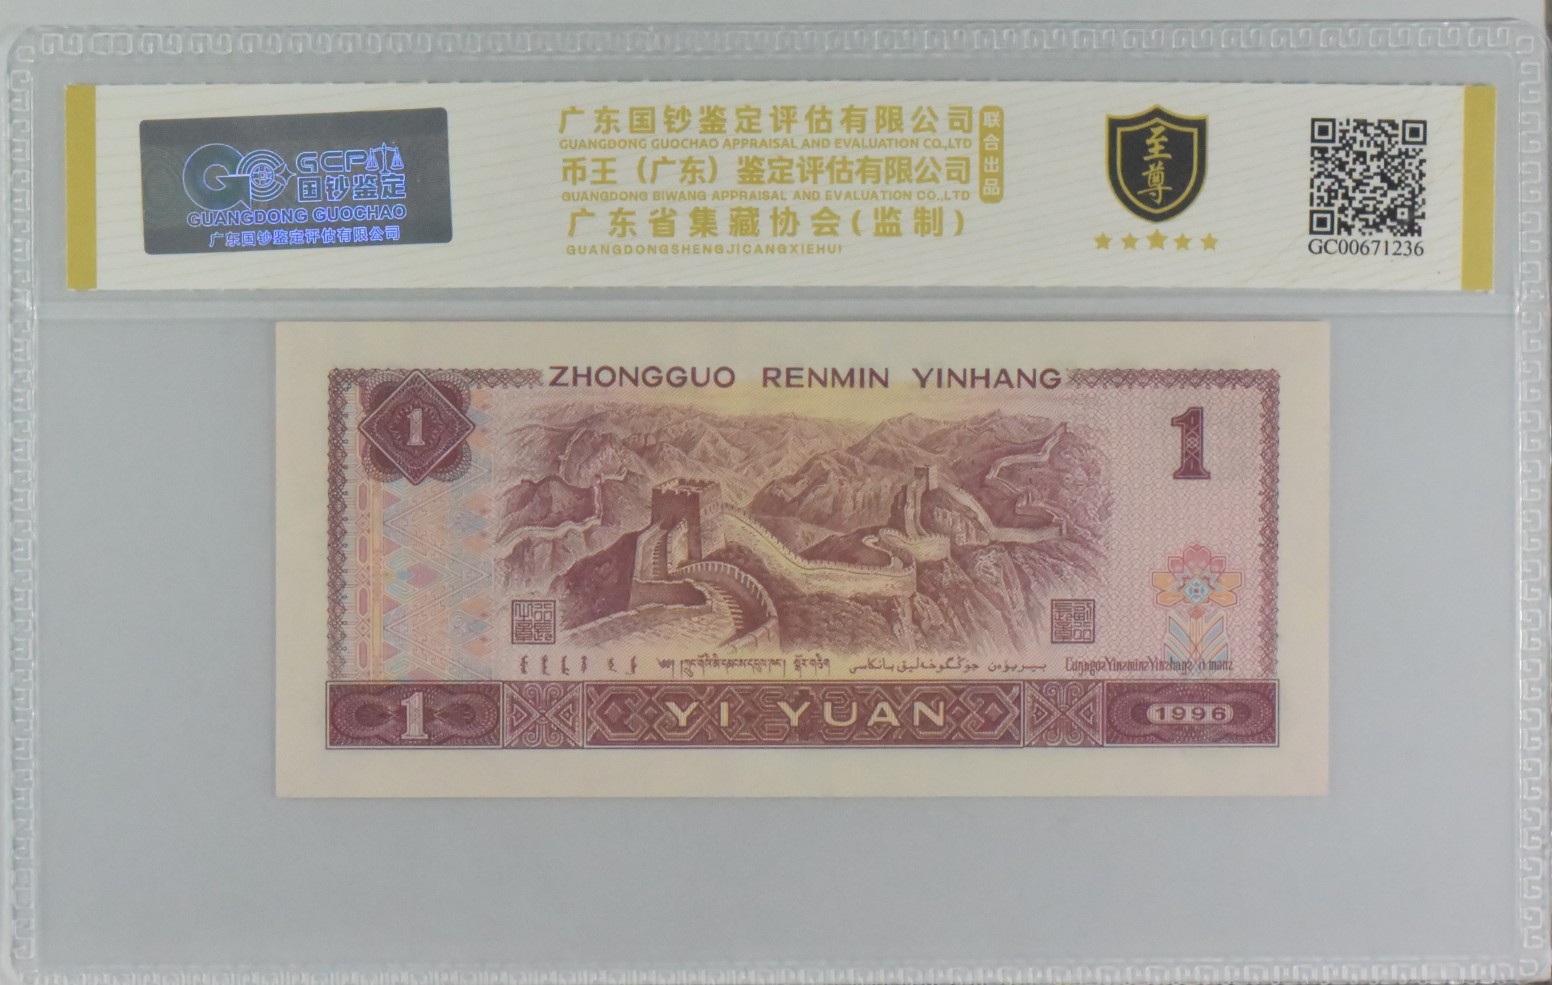 GCP
国钞鉴定
GUANGDONG GUOCHAO
广东国钞鉴定评估有限公司
广东国钞鉴定评估有限公司
GUANGDONG GUOCHAO APPRAISAL AND EVALUATION CO.,LTD
币王（广东）鉴定评估有限公司
GUANGDONG BIWANG APPRAISAL AND EVALUATION CO.,LTD
广东省集藏协会(监制)
GUANGDONGSHENGJICANGXIEHUI
联合出品
至尊
GC00671236
ZHONGGUO RENMIN YINHANG
1
1
1
YI YUAN
1996